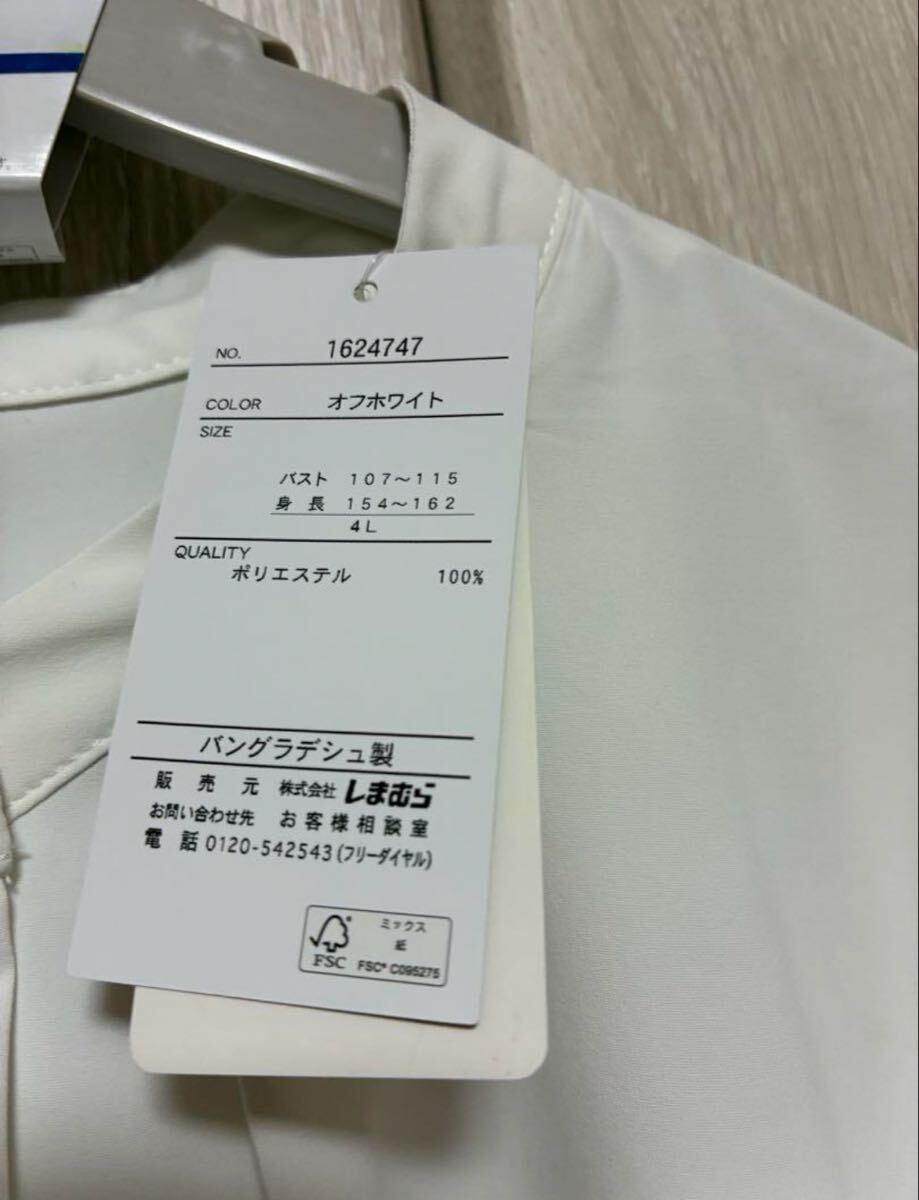 NO. 1624747
COLOR オフホワイト
SIZE
バスト 107～115
身長 154～162
4L
QUALITY
ポリエステル 100%
バングラデシュ製
販売元 株式会社 しまむら
お問い合わせ先 お客様相談室
電話 0120-542543(フリーダイヤル)
ミックス
紙
FSC
FSC® C095275